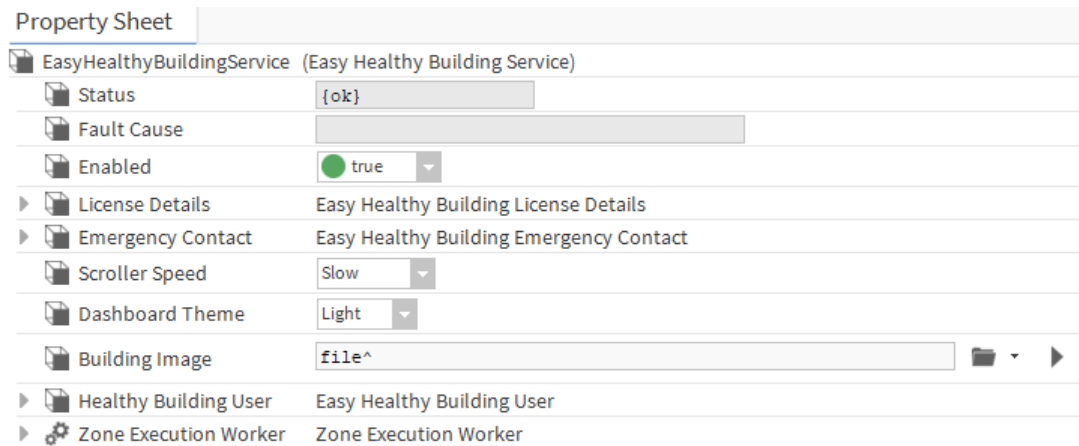 Property Sheet
EasyHealthyBuildingService (Easy Healthy Building Service)
Status {ok}
Fault Cause
Enabled true
License Details Easy Healthy Building License Details
Emergency Contact Easy Healthy Building Emergency Contact
Scroller Speed Slow
Dashboard Theme Light
Building Image file^
Healthy Building User Easy Healthy Building User
Zone Execution Worker Zone Execution Worker